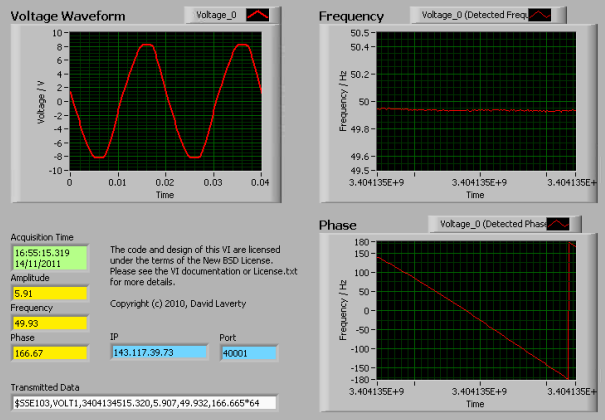 Voltage Waveform
Voltage_0
10
8
6
4
2
0
-2
-4
-6
-8
-10
Voltage / V
0
0.01
0.02
0.03
0.04
Time
Frequency
Voltage_0 (Detected Frequ
50.5
50.4
50.2
50
49.8
49.6
49.5
Frequency / Hz
3.404135E+9
3.404135E+9
3.404135E+
Time
Acquisition Time
16:55:15.319
14/11/2011
Amplitude
5.91
Frequency
49.93
Phase
166.67
The code and design of this VI are licensed
under the terms of the New BSD License.
Please see the VI documentation or License.txt
for more details.
Copyright (c) 2010, David Laverty
IP
143.117.39.73
Port
40001
Transmitted Data
$SSE103,VOLT1,3404134515.320,5.907,49.932,166.665*64
Phase
Voltage_0 (Detected Phase
180
150
100
50
0
-50
-100
-150
-180
Frequency / Hz
3.404135E+9
3.404135E+9
3.404135E+
Time